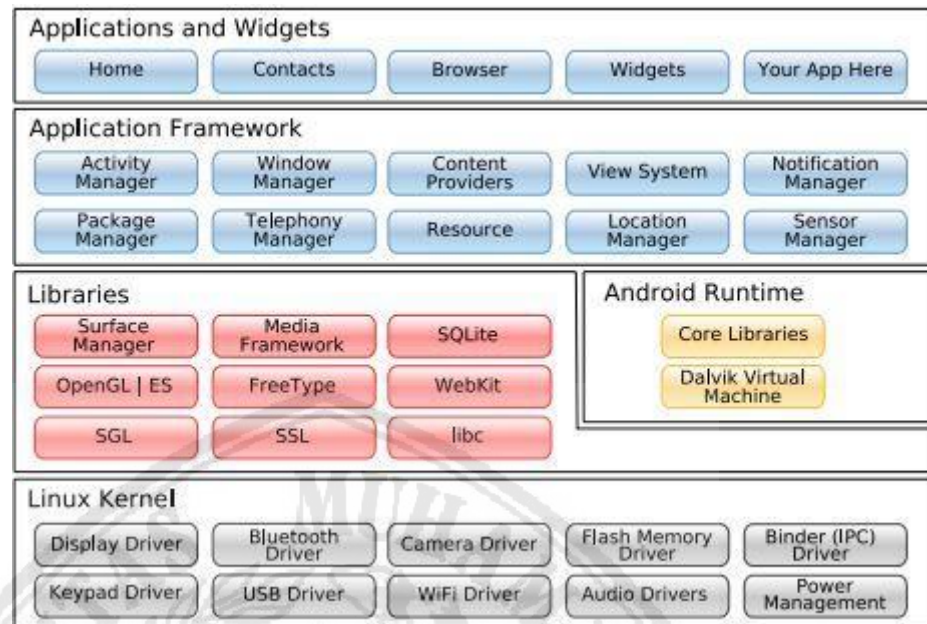 Applications and Widgets
Home Contacts Browser Widgets Your App Here
Application Framework
Activity Manager Window Manager Content Providers View System Notification Manager
Package Manager Telephony Manager Resource Location Manager Sensor Manager
Libraries
Surface Manager Media Framework SQLite
OpenGL | ES FreeType WebKit
SGL SSL libc
Android Runtime
Core Libraries
Dalvik Virtual Machine
Linux Kernel
Display Driver Bluetooth Driver Camera Driver Flash Memory Driver Binder (IPC) Driver
Keypad Driver USB Driver WiFi Driver Audio Drivers Power Management